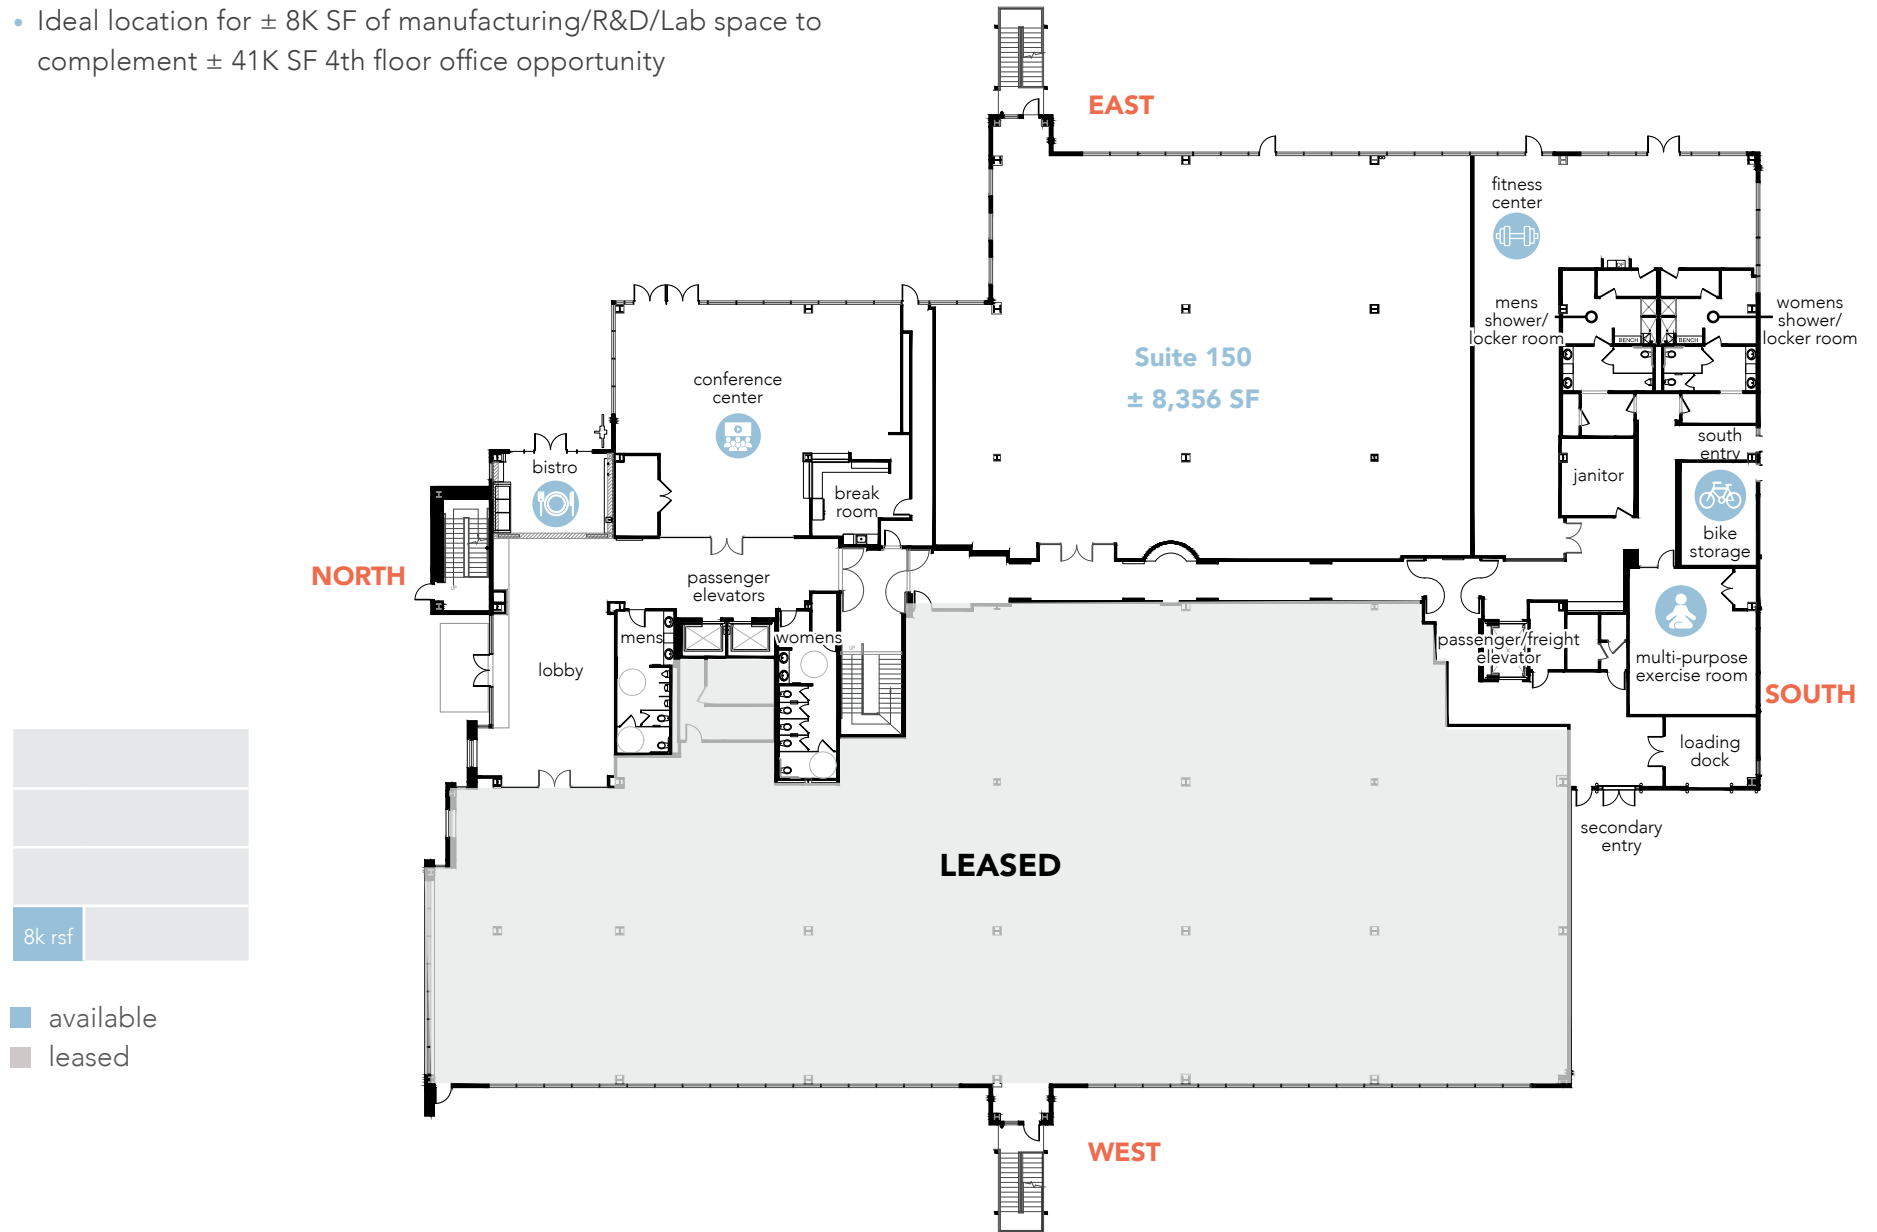 • Ideal location for ± 8K SF of manufacturing/R&D/Lab space to
complement ± 41K SF 4th floor office opportunity
EAST
fitness
center
mens
shower/
locker room
womens
shower/
locker room
BENCH
BENCH
Suite 150
± 8,356 SF
conference
center
south
entry
bistro
break
room
janitor
bike
storage
NORTH
passenger
elevators
mens
womens
passenger/freight
elevator
lobby
multi-purpose
exercise room
SOUTH
loading
dock
secondary
entry
LEASED
8k rsf
available
leased
WEST